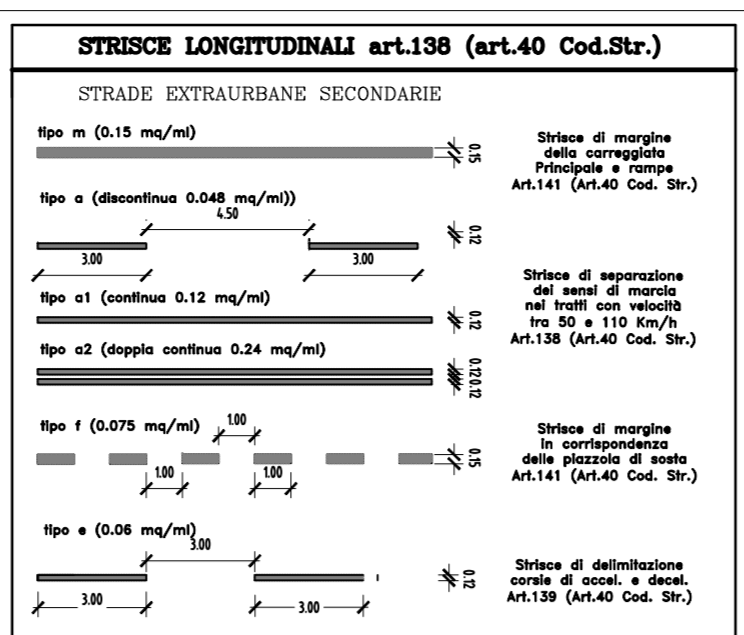 STRISCE LONGITUDINALI art.138 (art.40 Cod.Str.)
STRADE EXTRAURBANE SECONDARIE
tipo m (0.15 mq/ml)
0.15
Strisce di margine
della carreggiata
Principale e rampe
Art.141 (Art.40 Cod. Str.)
tipo a (discontinua 0.048 mq/ml))
4.50
3.00
3.00
0.12
tipo a1 (continua 0.12 mq/ml)
0.12
tipo a2 (doppia continua 0.24 mq/ml)
0.12
0.12
Strisce di separazione
dei sensi di marcia
nei tratti con velocità
tra 50 e 110 Km/h
Art.138 (Art.40 Cod. Str.)
tipo f (0.075 mq/ml)
1.00
1.00
1.00
0.15
Strisce di margine
in corrispondenza
delle piazzola di sosta
Art.141 (Art.40 Cod. Str.)
tipo e (0.06 mq/ml)
3.00
3.00
3.00
0.12
Strisce di delimitazione
corsie di accel. e decel.
Art.139 (Art.40 Cod. Str.)